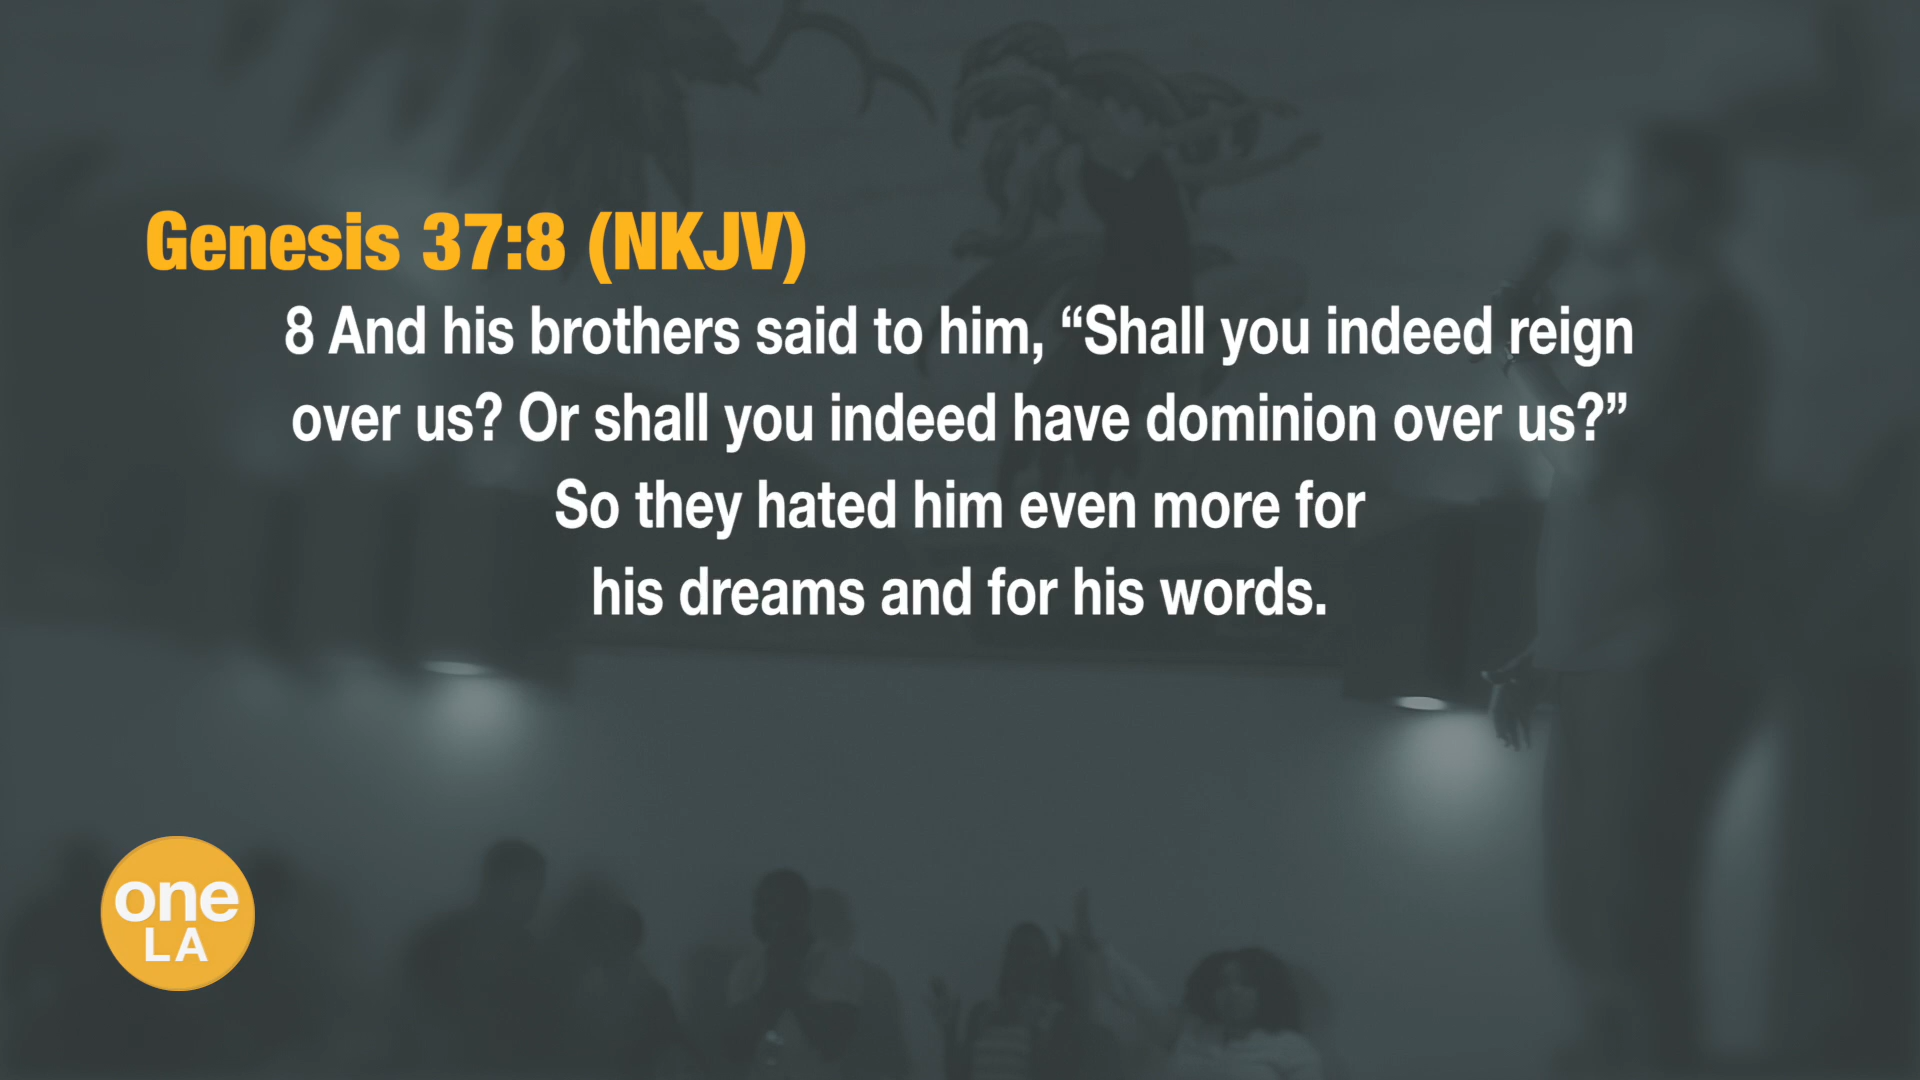 Genesis 37:8 (NKJV)
8 And his brothers said to him, “Shall you indeed reign
over us? Or shall you indeed have dominion over us?”
So they hated him even more for
his dreams and for his words.
one
LA